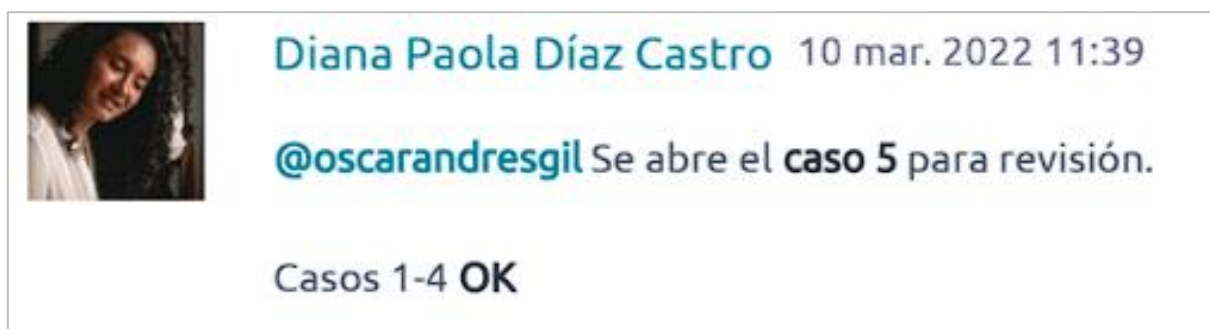 Diana Paola Díaz Castro 10 mar. 2022 11:39
@oscarandresgil Se abre el caso 5 para revisión.
Casos 1-4 OK